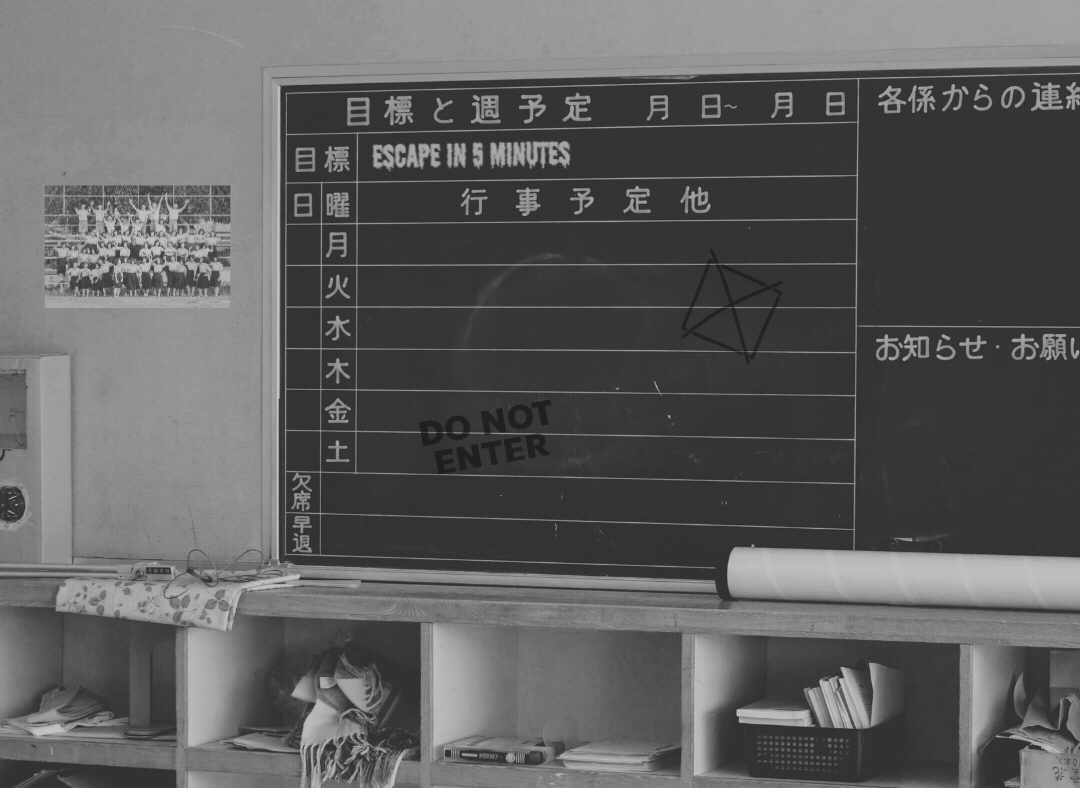 目標と週予定 月 日~ 月 日
目標 ESCAPE IN 5 MINUTES
日 曜 行事予定他
月
火
水
木
金
土
欠席
早退
DO NOT
ENTER
各係からの連絡
お知らせ・お願い